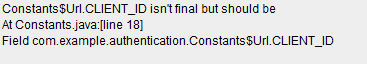 Constants$Url.CLIENT_ID isn't final but should be
At Constants.java:[line 18]
Field com.example.authentication.Constants$Url.CLIENT_ID